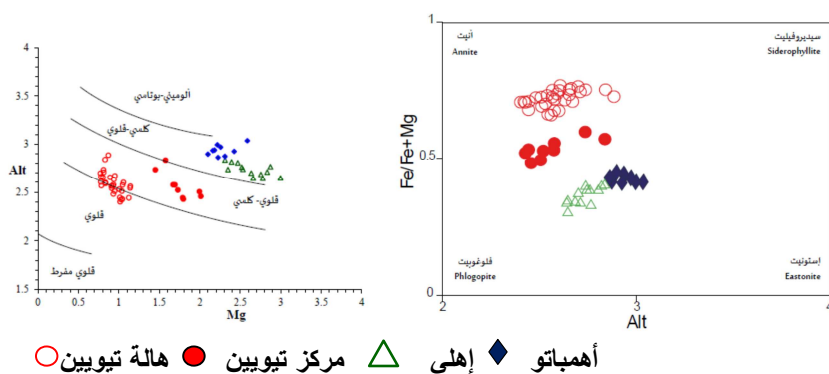 4
3.5
3
Alt
2.5
2
1.5
0
0.5
1
1.5
2
2.5
3
3.5
4
Mg
ألوميني-بوتاسي
كلسي-قلوي
قلوي- كلسي
قلوي
قلوي مفرط
1
0.5
0
Fe/Fe+Mg
2
3
4
Alt
أنيت
Annite
سيديروفيليت
Siderophyllite
فلوغوبيت
Phlogopite
إستونيت
Eastonite
أهمباتو
إهلى
مركز تيويين
هالة تيويين